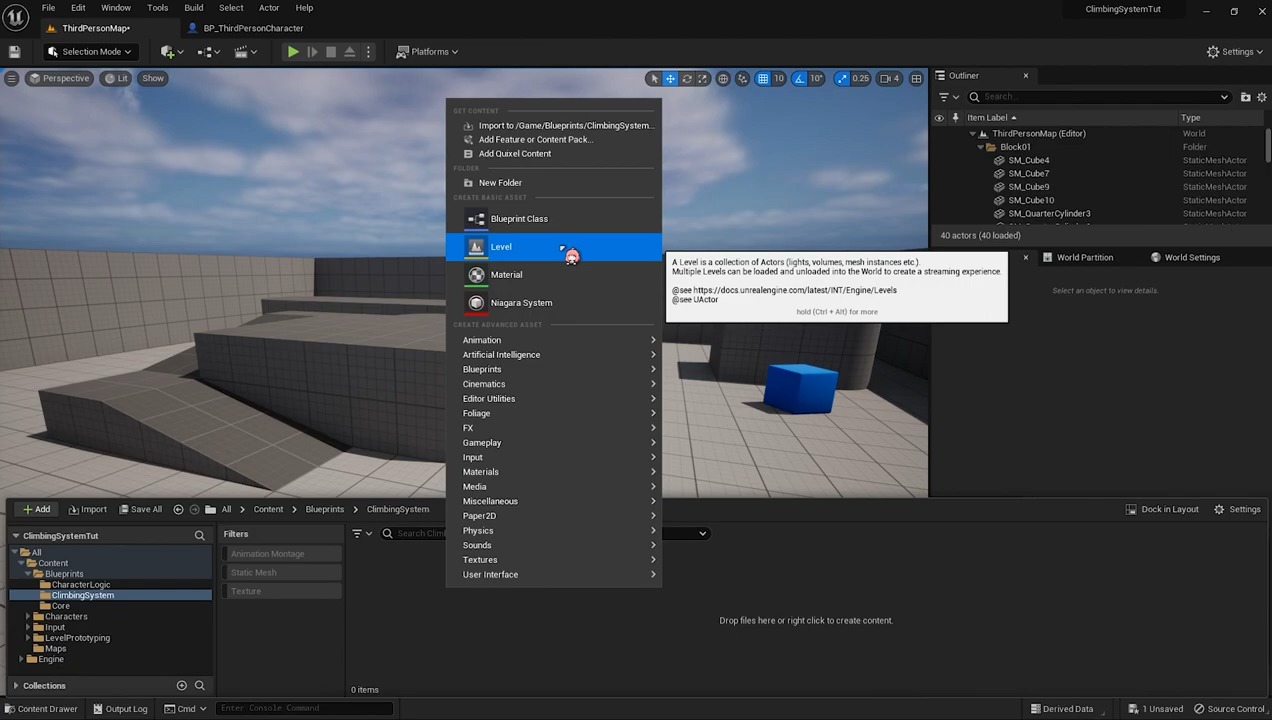 File Edit Window Tools Build Select Actor Help
ClimbingSystemTut
ThirdPersonMap• BP_ThirdPersonCharacter
Selection Mode Platforms Settings
Perspective Lit Show 10 10° 0.25 4
Outliner
Search...
Item Label Type
ThirdPersonMap (Editor) World
Block01 Folder
SM_Cube4 StaticMeshActor
SM_Cube7 StaticMeshActor
SM_Cube9 StaticMeshActor
SM_Cube10 StaticMeshActor
SM_QuarterCylinder3 StaticMeshActor
40 actors (40 loaded)
World Partition World Settings
Select an object to view details.
GET CONTENT
Import to /Game/Blueprints/ClimbingSystem...
Add Feature or Content Pack...
Add Quixel Content
FOLDER
New Folder
CREATE BASIC ASSET
Blueprint Class
Level
Material
Niagara System
CREATE ADVANCED ASSET
Animation
Artificial Intelligence
Blueprints
Cinematics
Editor Utilities
Foliage
FX
Gameplay
Input
Materials
Media
Miscellaneous
Paper2D
Physics
Sounds
Textures
User Interface
A Level is a collection of Actors (lights, volumes, mesh instances etc.).
Multiple Levels can be loaded and unloaded into the World to create a streaming experience.
@see https://docs.unrealengine.com/latest/INT/Engine/Levels
@see UActor
hold (Ctrl + Alt) for more
Add Import Save All All Content Blueprints ClimbingSystem Dock in Layout Settings
ClimbingSystemTut
All
Content
Blueprints
CharacterLogic
ClimbingSystem
Core
Characters
Input
LevelPrototyping
Maps
Engine
Collections
Filters
Animation Montage
Static Mesh
Texture
Search
Drop files here or right click to create content.
0 items
Content Drawer Output Log Cmd Enter Console Command Derived Data 1 Unsaved Source Control